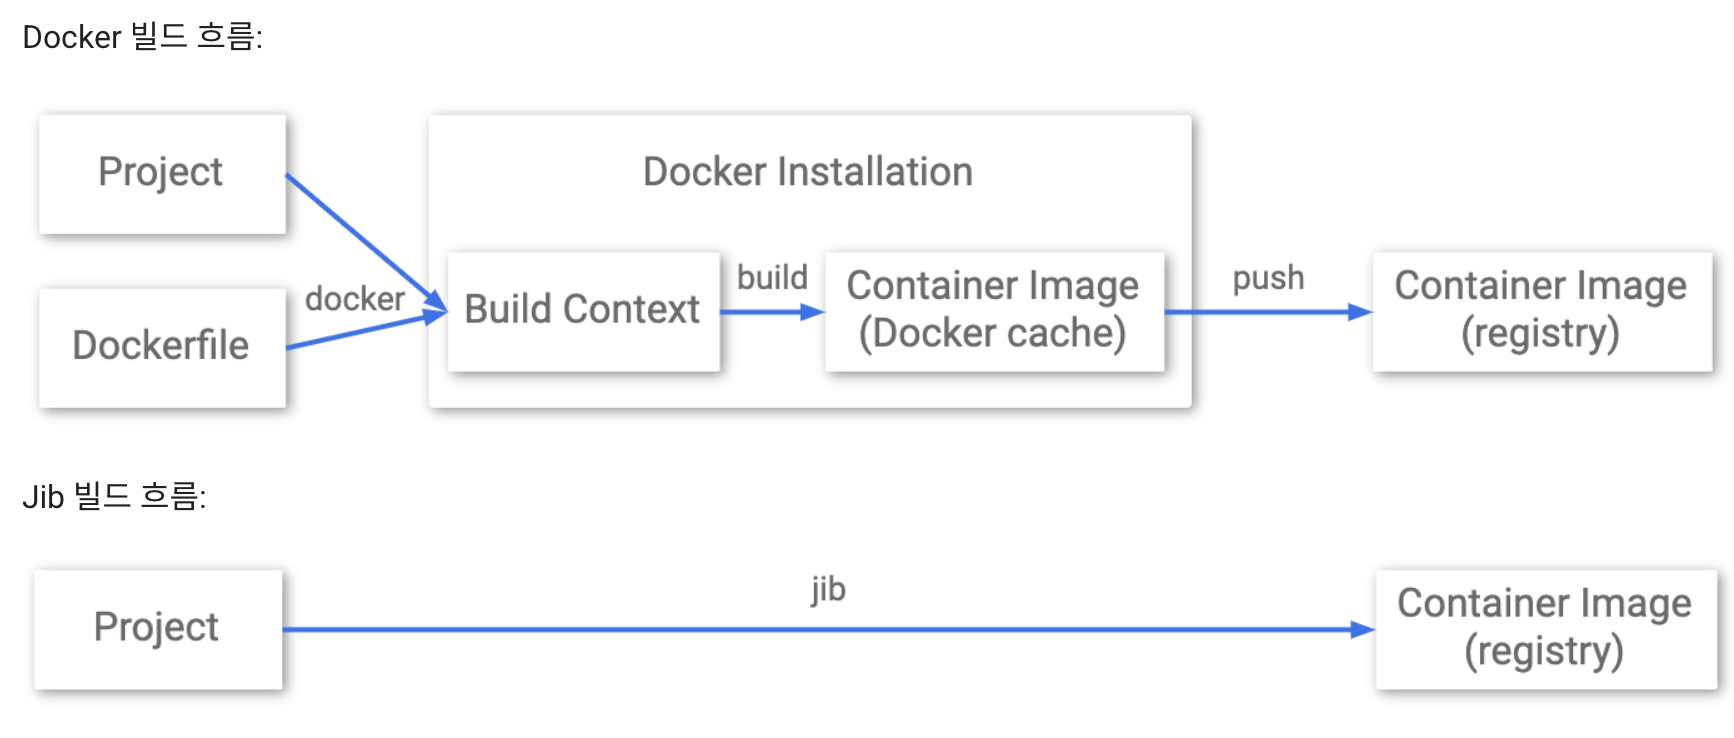 Docker 빌드 흐름:
Project
Docker Installation
Dockerfile
docker
Build Context
build
Container Image
(Docker cache)
push
Container Image
(registry)
Jib 빌드 흐름:
Project
jib
Container Image
(registry)